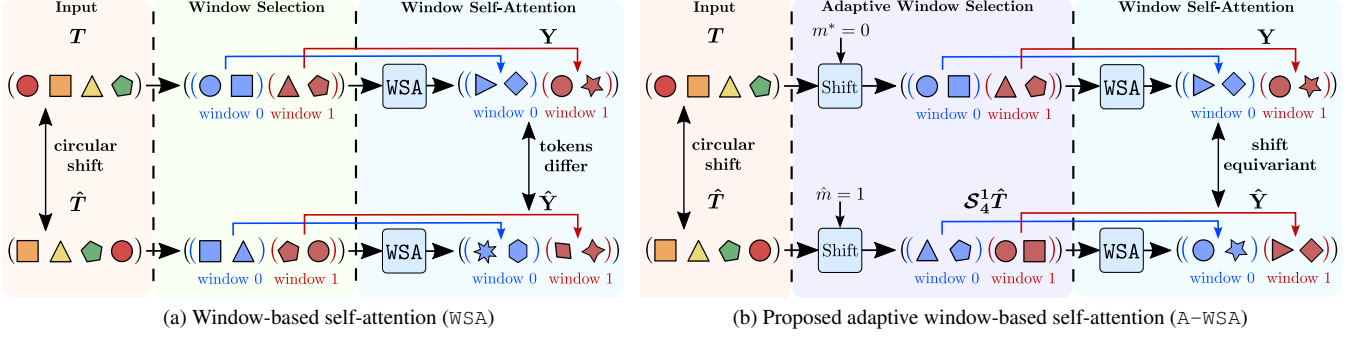 Input
Window Selection
Window Self-Attention
T
Y
(
)
((
)
(
))
WSA
((
)
(
))
window 0
window 1
window 0
window 1
circular
shift
tokens
differ
T̂
Ŷ
(
)
((
)
(
))
WSA
((
)
(
))
window 0
window 1
window 0
window 1
(a) Window-based self-attention (WSA)
Input
Adaptive Window Selection
Window Self-Attention
T
m* = 0
Y
(
)
Shift
((
)
(
))
WSA
((
)
(
))
window 0
window 1
window 0
window 1
circular
shift
shift
equivariant
T̂
m̂ = 1
S₄¹T̂
Ŷ
(
)
Shift
((
)
(
))
WSA
((
)
(
))
window 0
window 1
window 0
window 1
(b) Proposed adaptive window-based self-attention (A-WSA)